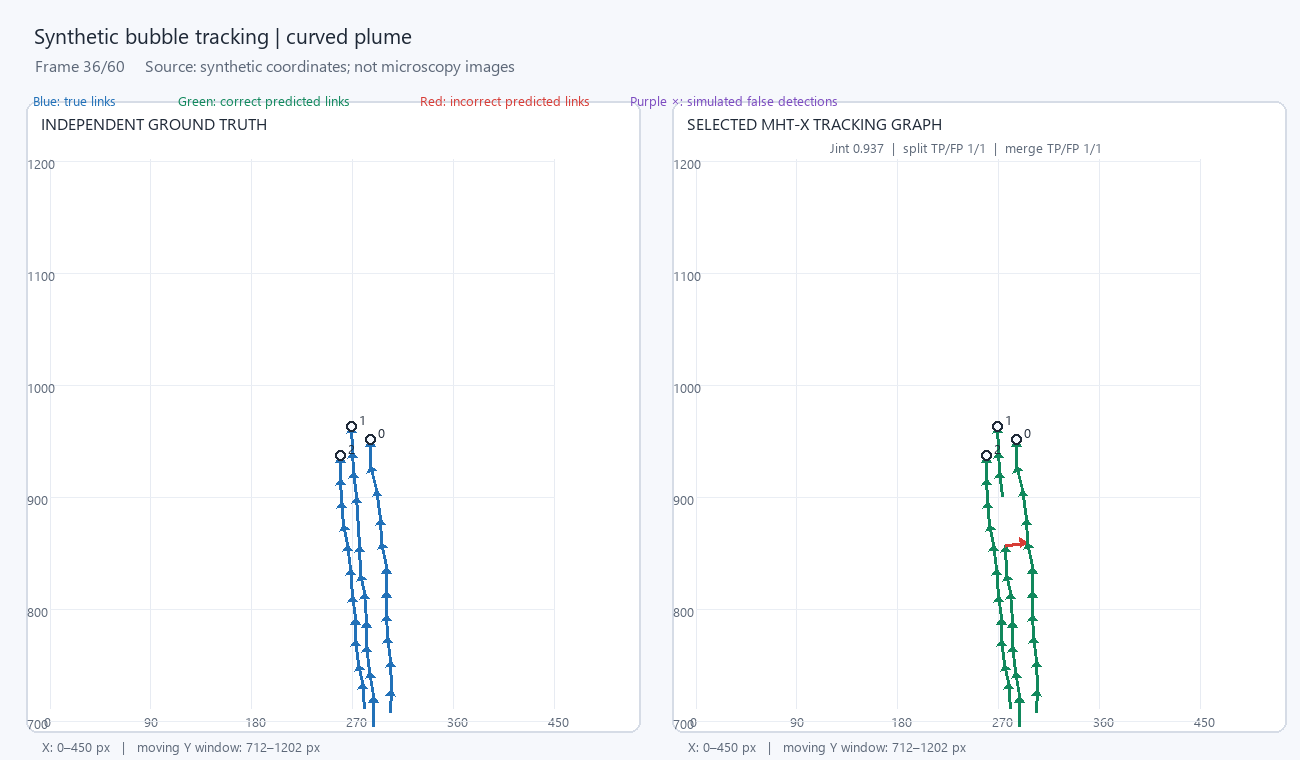 Synthetic bubble tracking | curved plume
Frame 36/60 Source: synthetic coordinates; not microscopy images
Blue: true links Green: correct predicted links Red: incorrect predicted links Purple ×: simulated false detections
INDEPENDENT GROUND TRUTH
1200
1100
1000
900
800
700
1
0
2
0 90 180 270 360 450
X: 0–450 px | moving Y window: 712–1202 px
SELECTED MHT-X TRACKING GRAPH
Jint 0.937 | split TP/FP 1/1 | merge TP/FP 1/1
1200
1100
1000
900
800
700
1
0
2
0 90 180 270 360 450
X: 0–450 px | moving Y window: 712–1202 px